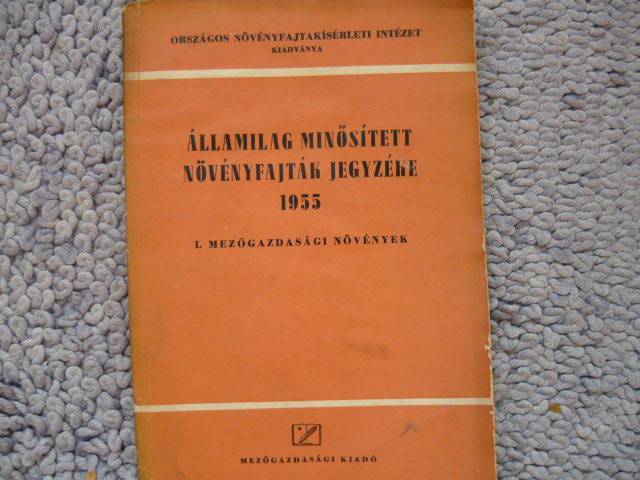 ORSZÁGOS NÖVÉNYFAJTAKÍSÉRLETI INTÉZET
KIADVÁNYA
ÁLLAMILAG MINŐSÍTETT
NÖVÉNYFAJTÁK JEGYZÉKE
1955
I. MEZŐGAZDASÁGI NÖVÉNYEK
MEZŐGAZDASÁGI KIADÓ